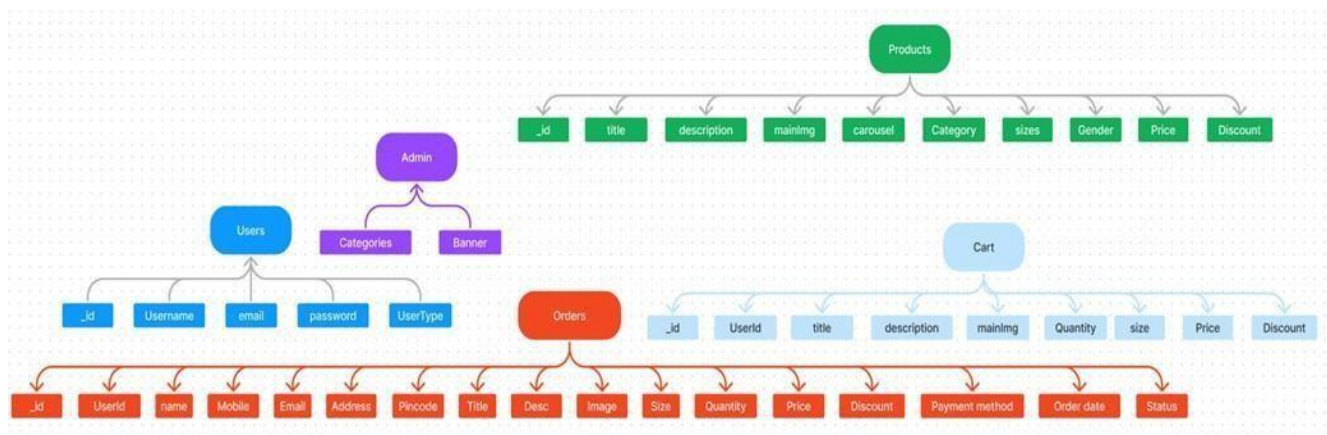 Products
_id title description mainImg carousel Category sizes Gender Price Discount
Admin
Categories Banner
Users
_id Username email password UserType
Cart
_id UserId title description mainImg Quantity size Price Discount
Orders
_id UserId name Mobile Email Address Pincode Title Desc Image Size Quantity Price Discount Payment method Order date Status